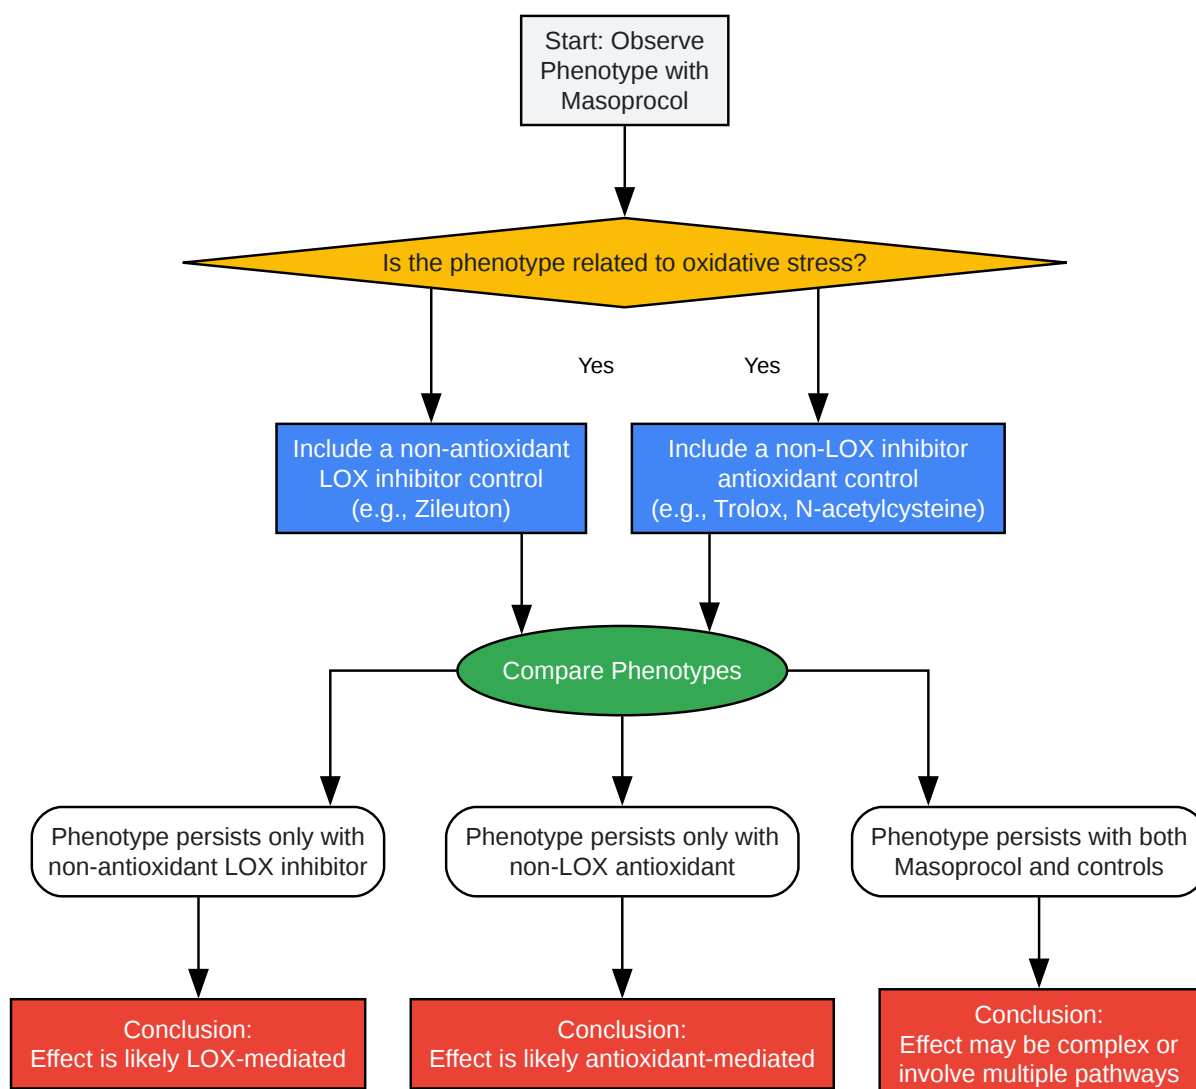 Start: Observe
Phenotype with
Masoprocol
Is the phenotype related to oxidative stress?
Yes
Yes
Include a non-antioxidant
LOX inhibitor control
(e.g., Zileuton)
Include a non-LOX inhibitor
antioxidant control
(e.g., Trolox, N-acetylcysteine)
Compare Phenotypes
Phenotype persists only with
non-antioxidant LOX inhibitor
Phenotype persists only with
non-LOX antioxidant
Phenotype persists with both
Masoprocol and controls
Conclusion:
Effect is likely LOX-mediated
Conclusion:
Effect is likely antioxidant-mediated
Conclusion:
Effect may be complex or
involve multiple pathways